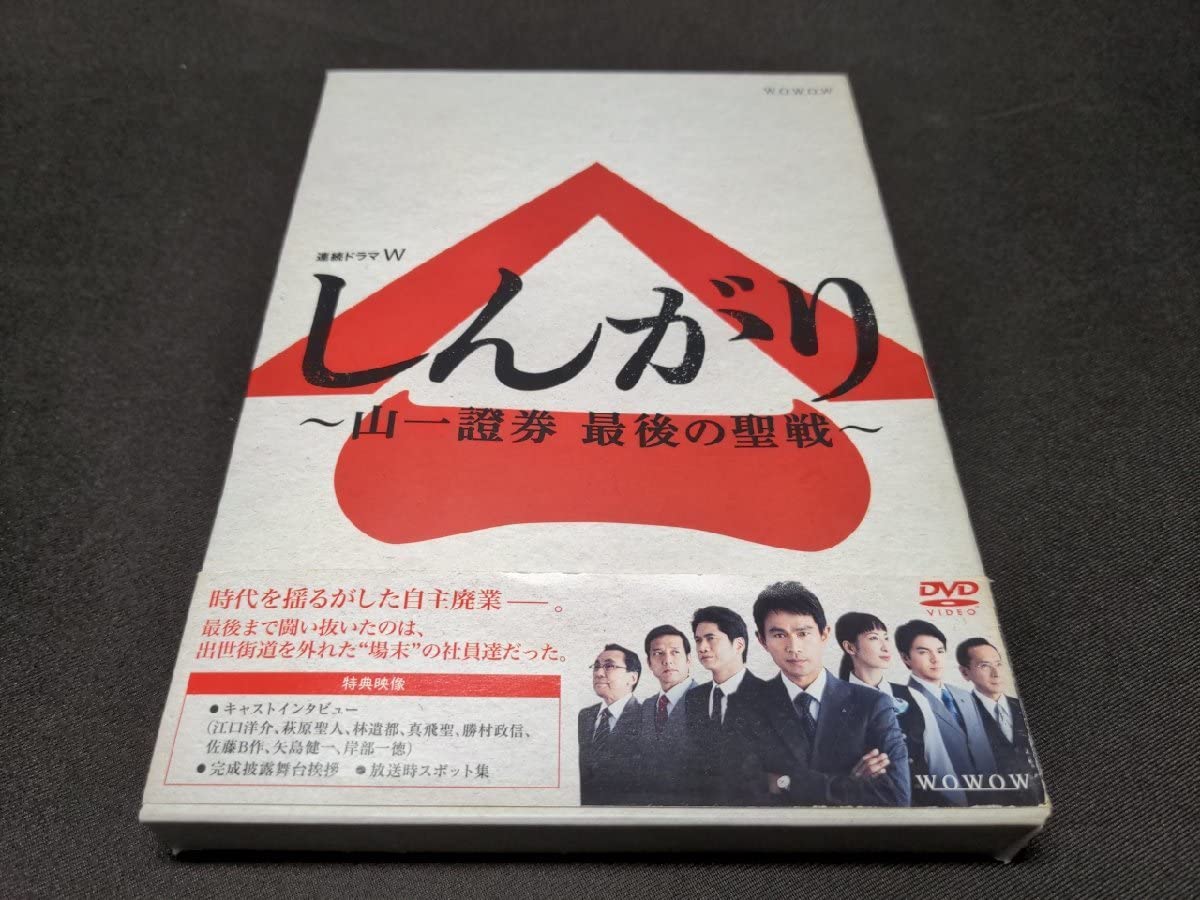 WOWOW
連続ドラマW
しんがり
～山一證券 最後の聖戦～
時代を揺るがした自主廃業――。
最後まで闘い抜いたのは、
出世街道を外れた“場末”の社員達だった。
特典映像
●キャストインタビュー
(江口洋介、萩原聖人、林遣都、真飛聖、勝村政信、
佐藤B作、矢島健一、岸部一徳)
●完成披露舞台挨拶 ●放送時スポット集
DVD
VIDEO
WOWOW